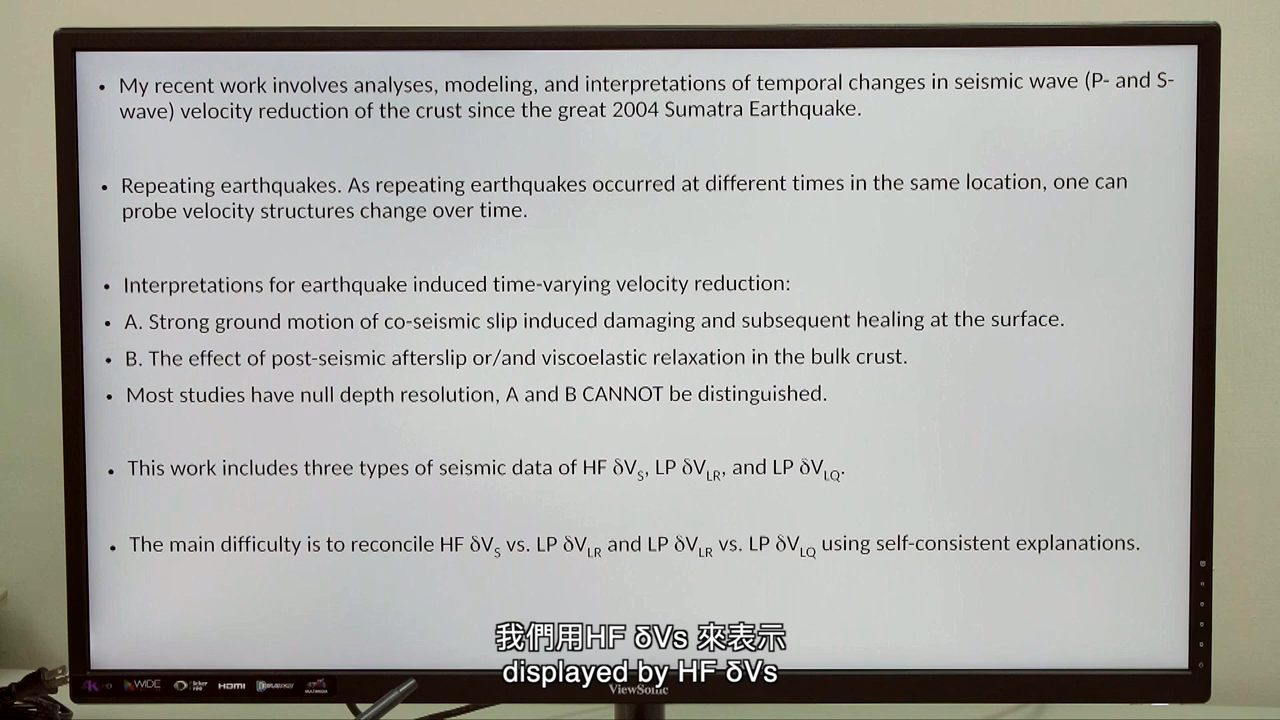 • My recent work involves analyses, modeling, and interpretations of temporal changes in seismic wave (P- and S-
wave) velocity reduction of the crust since the great 2004 Sumatra Earthquake.
• Repeating earthquakes. As repeating earthquakes occurred at different times in the same location, one can
probe velocity structures change over time.
• Interpretations for earthquake induced time-varying velocity reduction:
• A. Strong ground motion of co-seismic slip induced damaging and subsequent healing at the surface.
• B. The effect of post-seismic afterslip or/and viscoelastic relaxation in the bulk crust.
• Most studies have null depth resolution, A and B CANNOT be distinguished.
• This work includes three types of seismic data of HF δVS, LP δVLR, and LP δVLQ.
• The main difficulty is to reconcile HF δVS vs. LP δVLR and LP δVLR vs. LP δVLQ using self-consistent explanations.
我們用HF δVs 來表示
displayed by HF δVs
WIDE HDMI
ViewSonic